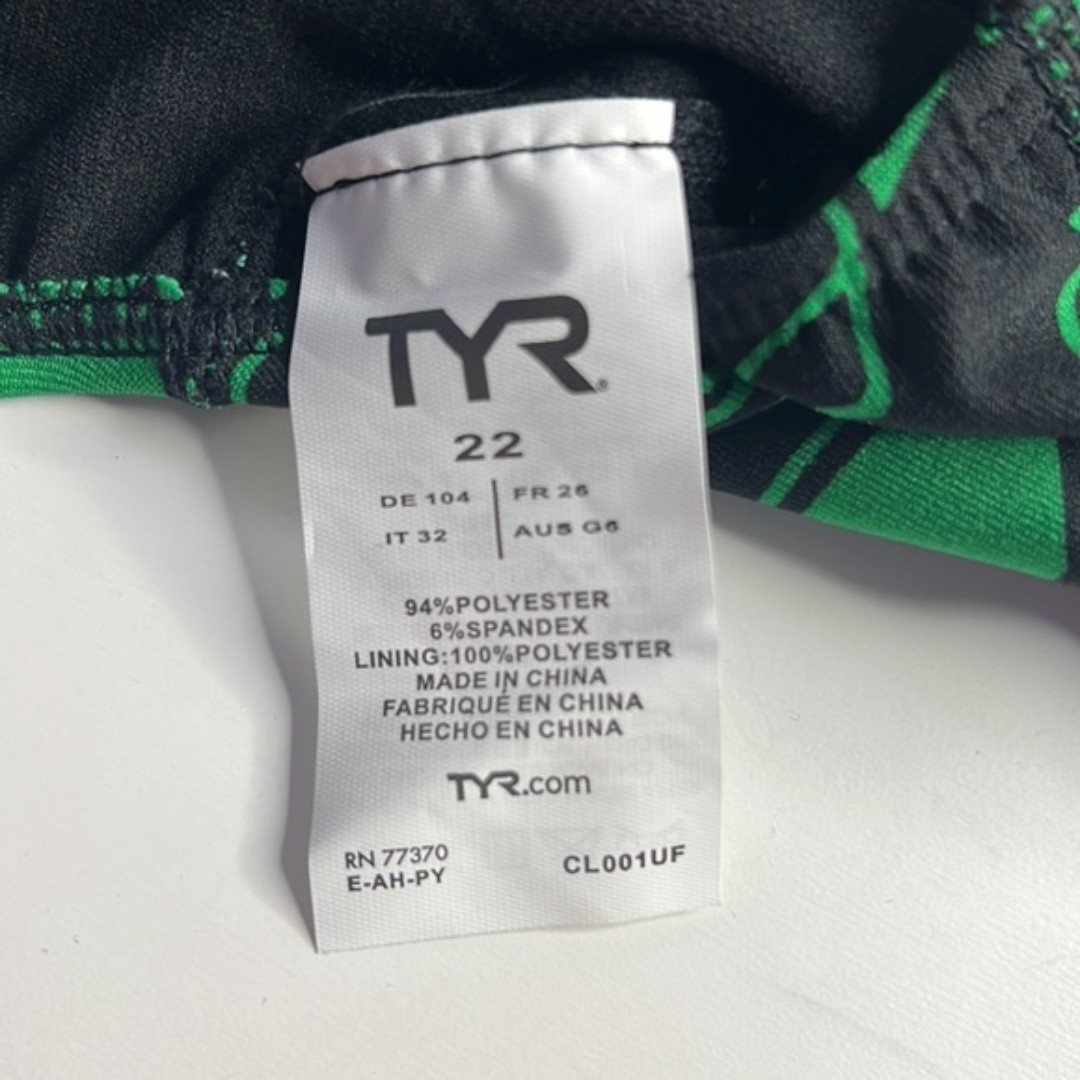 TYR®
22
DE 104 | FR 26
IT 32 | AUS G6
94%POLYESTER
6%SPANDEX
LINING:100%POLYESTER
MADE IN CHINA
FABRIQUÉ EN CHINA
HECHO EN CHINA
TYR.com
RN 77370
E-AH-PY
CL001UF